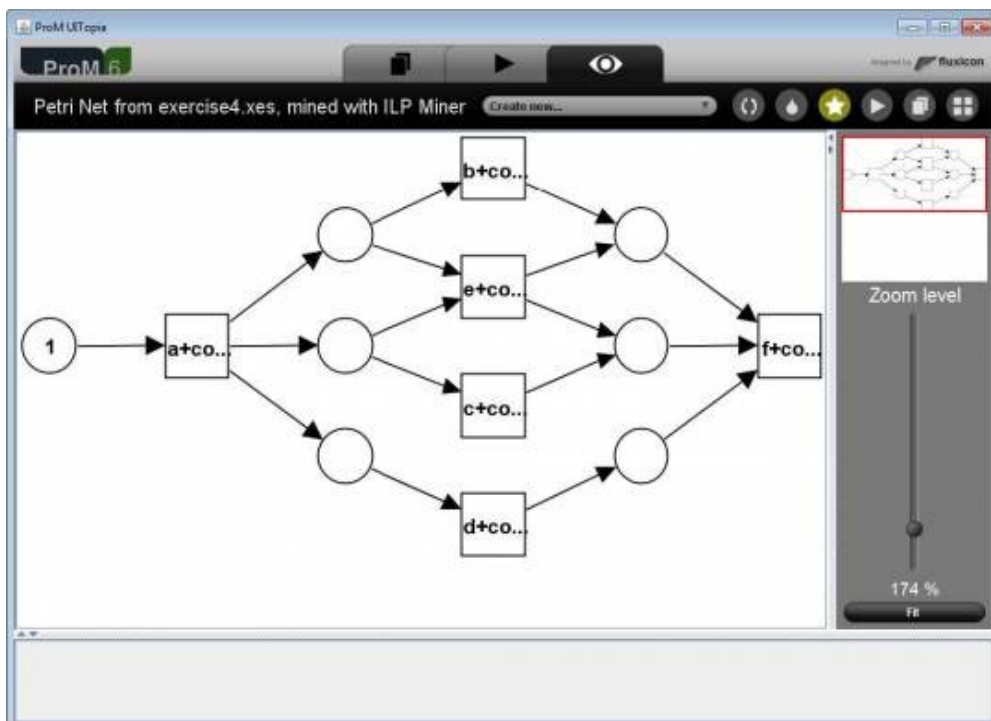 ProM UITopia
ProM 6
fluxicon
Petri Net from exercise4.xes, mined with ILP Miner
Create new...
b+co...
e+co...
1
a+co...
f+co...
c+co...
d+co...
Zoom level
174 %
Fit